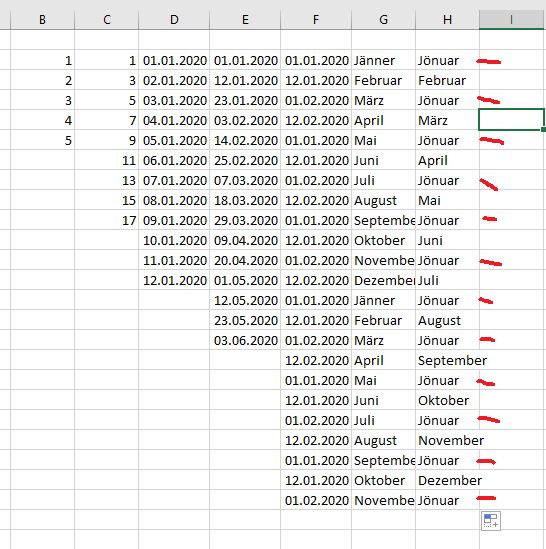 B C D E F G H I
1 1 01.01.2020 01.01.2020 01.01.2020 Jänner Jönuar
2 3 02.01.2020 12.01.2020 12.01.2020 Februar Februar
3 5 03.01.2020 23.01.2020 01.02.2020 März Jönuar
4 7 04.01.2020 03.02.2020 12.02.2020 April März
5 9 05.01.2020 14.02.2020 01.01.2020 Mai Jönuar
11 06.01.2020 25.02.2020 12.01.2020 Juni April
13 07.01.2020 07.03.2020 01.02.2020 Juli Jönuar
15 08.01.2020 18.03.2020 12.02.2020 August Mai
17 09.01.2020 29.03.2020 01.01.2020 Septembe Jönuar
10.01.2020 09.04.2020 12.01.2020 Oktober Juni
11.01.2020 20.04.2020 01.02.2020 Novembe Jönuar
12.01.2020 01.05.2020 12.02.2020 Dezember Juli
12.05.2020 01.01.2020 Jänner Jönuar
23.05.2020 12.01.2020 Februar August
03.06.2020 01.02.2020 März Jönuar
12.02.2020 April September
01.01.2020 Mai Jönuar
12.01.2020 Juni Oktober
01.02.2020 Juli Jönuar
12.02.2020 August November
01.01.2020 Septembe Jönuar
12.01.2020 Oktober Dezember
01.02.2020 Novembe Jönuar